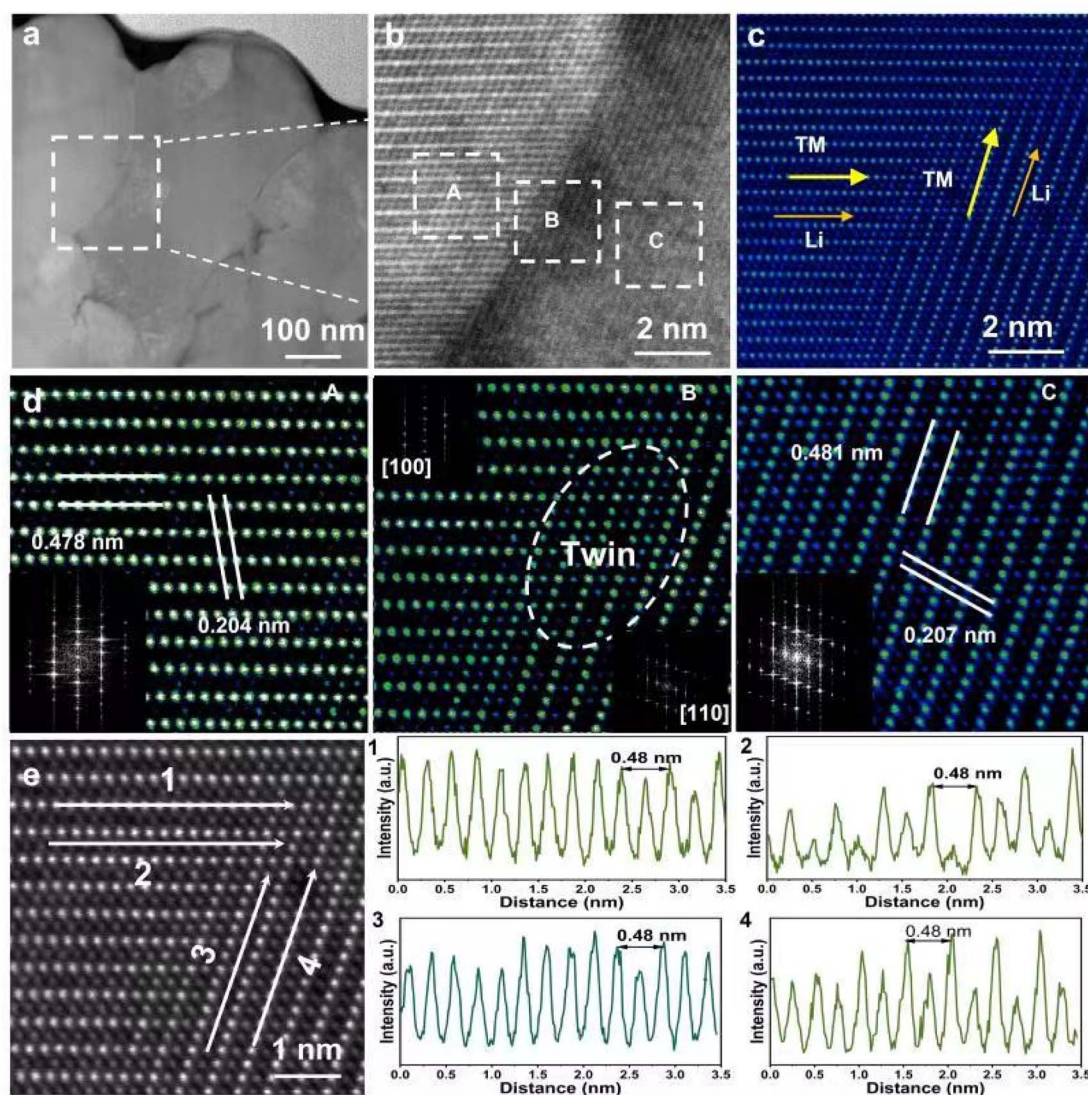 a
100 nm
b
A
B
C
2 nm
c
TM
TM
Li
Li
2 nm
d
A
0.478 nm
0.204 nm
B
[100]
Twin
[110]
C
0.481 nm
0.207 nm
e
1
2
3
4
1 nm
1
0.48 nm
Intensity (a.u.)
0.0 0.5 1.0 1.5 2.0 2.5 3.0 3.5
Distance (nm)
2
0.48 nm
Intensity (a.u.)
0.0 0.5 1.0 1.5 2.0 2.5 3.0 3.5
Distance (nm)
3
0.48 nm
Intensity (a.u.)
0.0 0.5 1.0 1.5 2.0 2.5 3.0 3.5
Distance (nm)
4
0.48 nm
Intensity (a.u.)
0.0 0.5 1.0 1.5 2.0 2.5 3.0 3.5
Distance (nm)